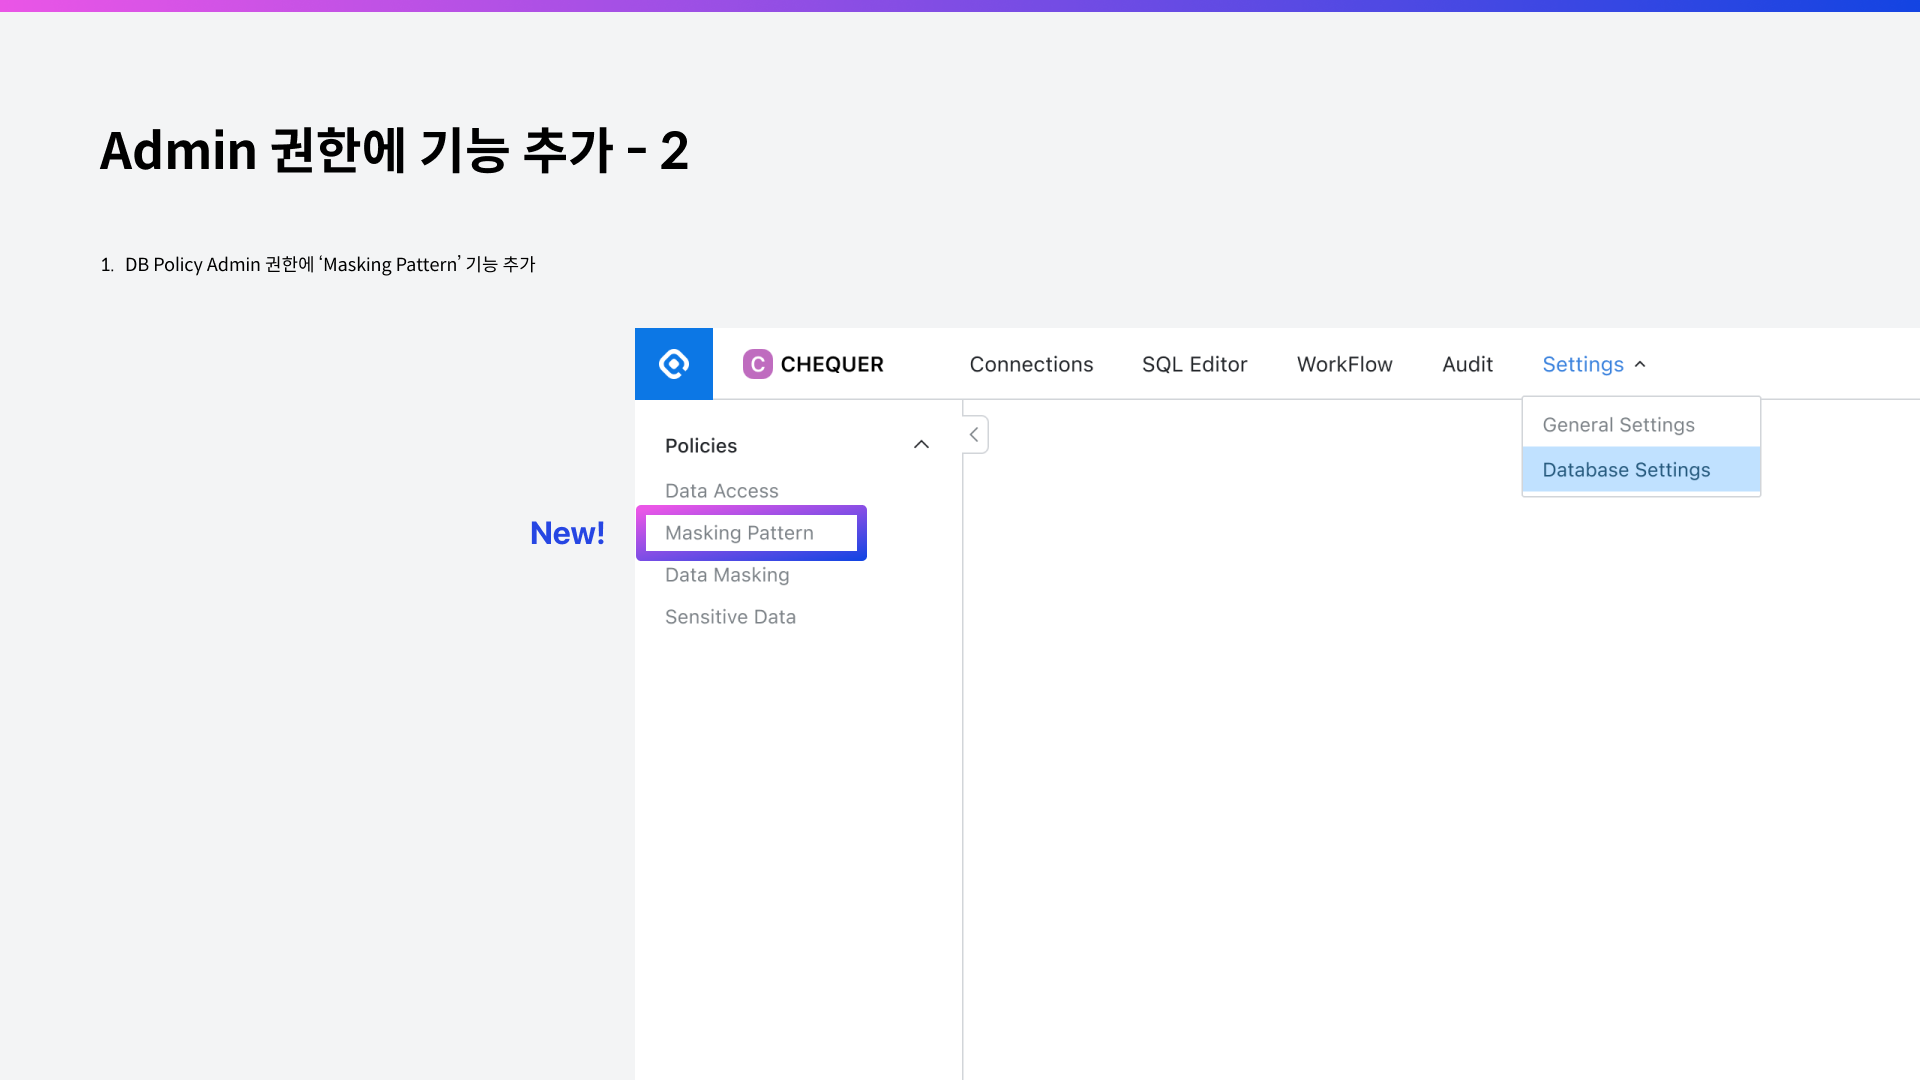 Admin 권한에 기능 추가 - 2
1. DB Policy Admin 권한에 ‘Masking Pattern’ 기능 추가
C CHEQUER Connections SQL Editor WorkFlow Audit Settings
General Settings
Database Settings
Policies
Data Access
New! Masking Pattern
Data Masking
Sensitive Data